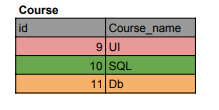 Course
id Course_name
9 UI
10 SQL
11 Db